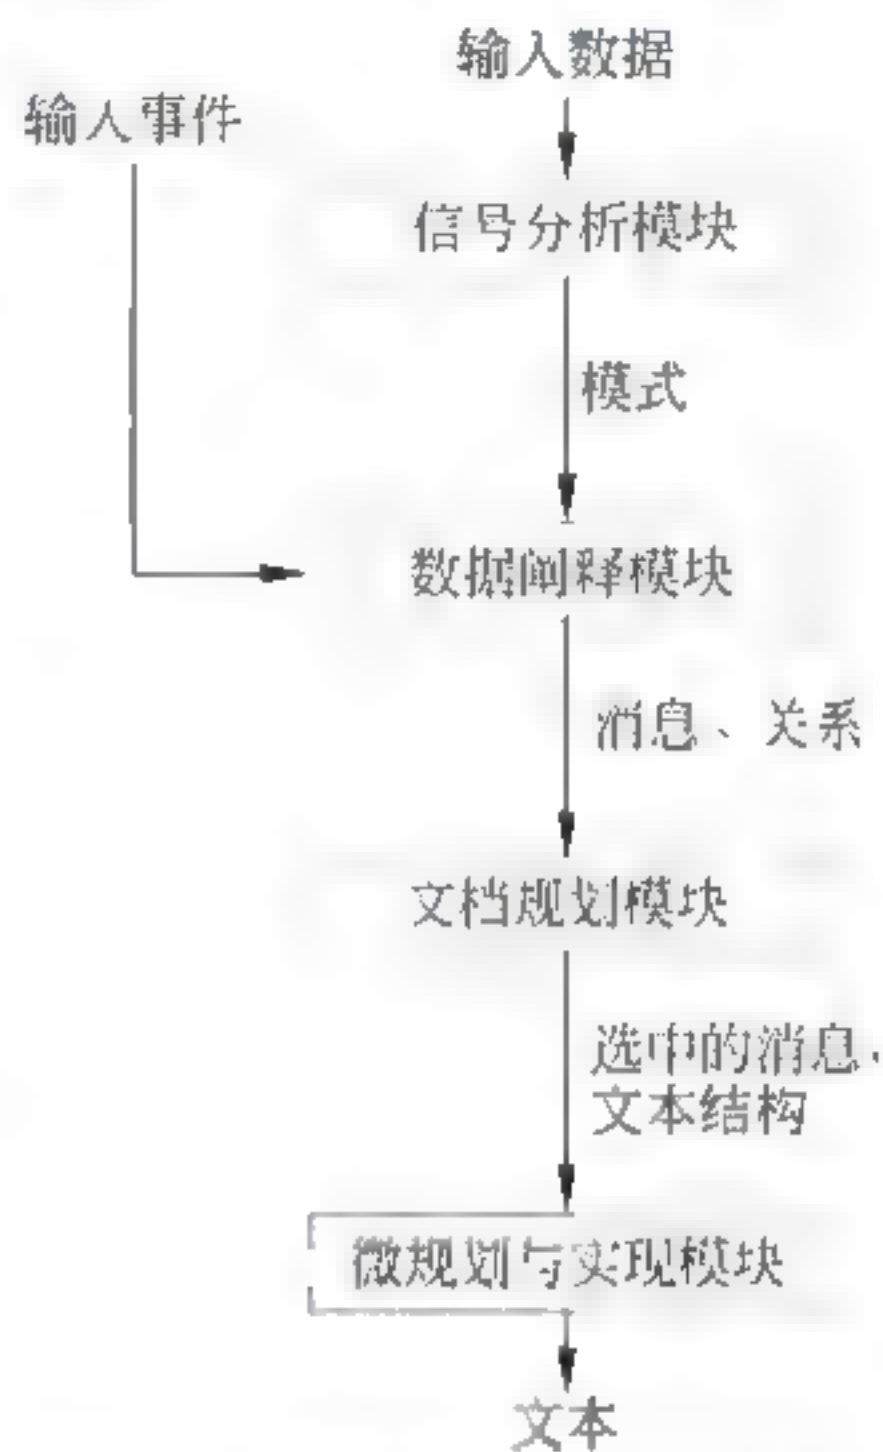 输入数据
输人事件
信号分析模块
模式
数据阐释模块
消息、关系
文档规划模块
选中的消息、
文本结构
微规划与实现模块
文本